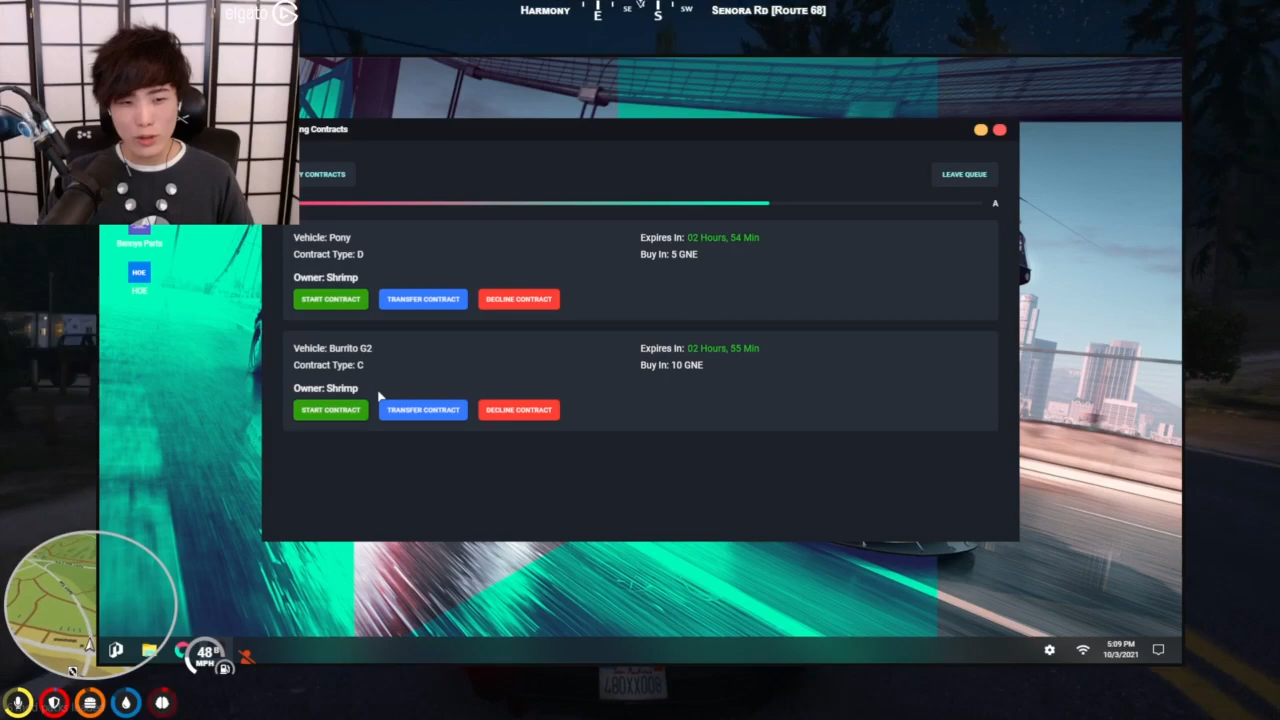 elgato
HARMONY
E
SE
S
SW
SENORA RD [ROUTE 68]
ng Contracts
Y CONTRACTS
LEAVE QUEUE
A
Vehicle: Pony
Expires In: 02 Hours, 54 Min
Contract Type: D
Buy In: 5 GNE
Owner: Shrimp
START CONTRACT
TRANSFER CONTRACT
DECLINE CONTRACT
Vehicle: Burrito G2
Expires In: 02 Hours, 55 Min
Contract Type: C
Buy In: 10 GNE
Owner: Shrimp
START CONTRACT
TRANSFER CONTRACT
DECLINE CONTRACT
Bennys Parts
HOE
HOE
48
MPH
5:09 PM
10/3/2021
480XX008